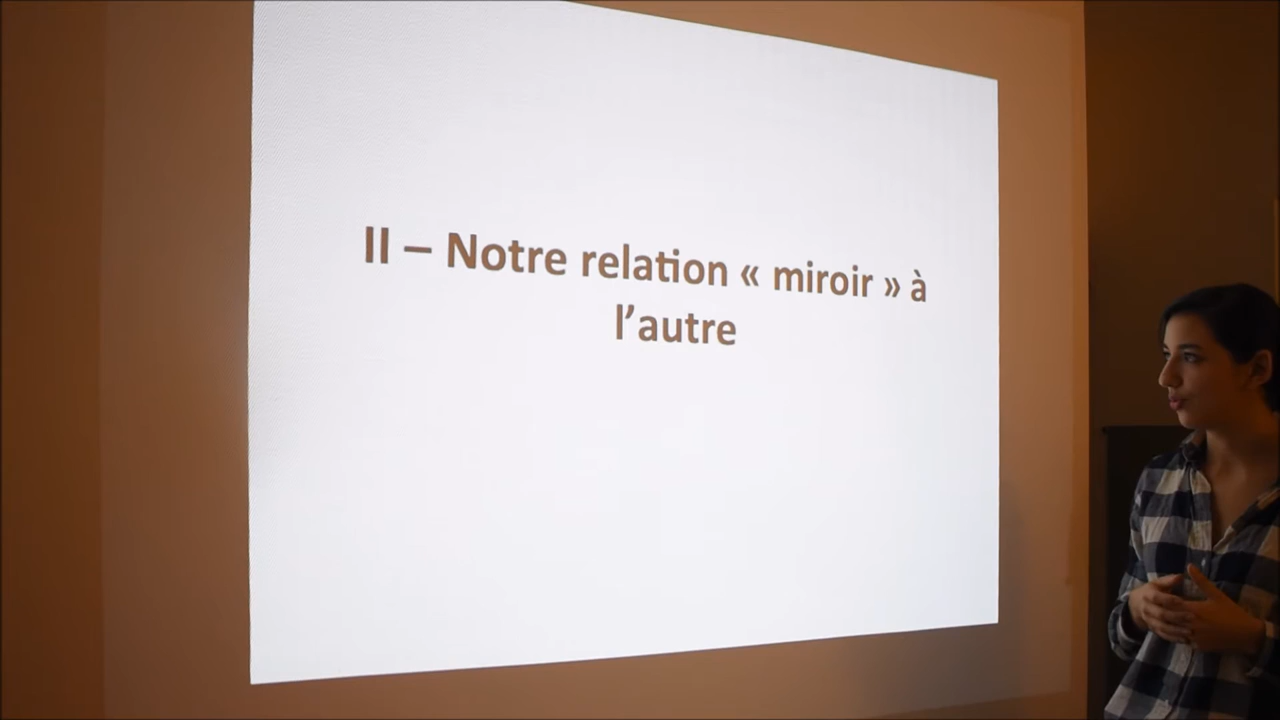 II – Notre relation « miroir » à
l’autre